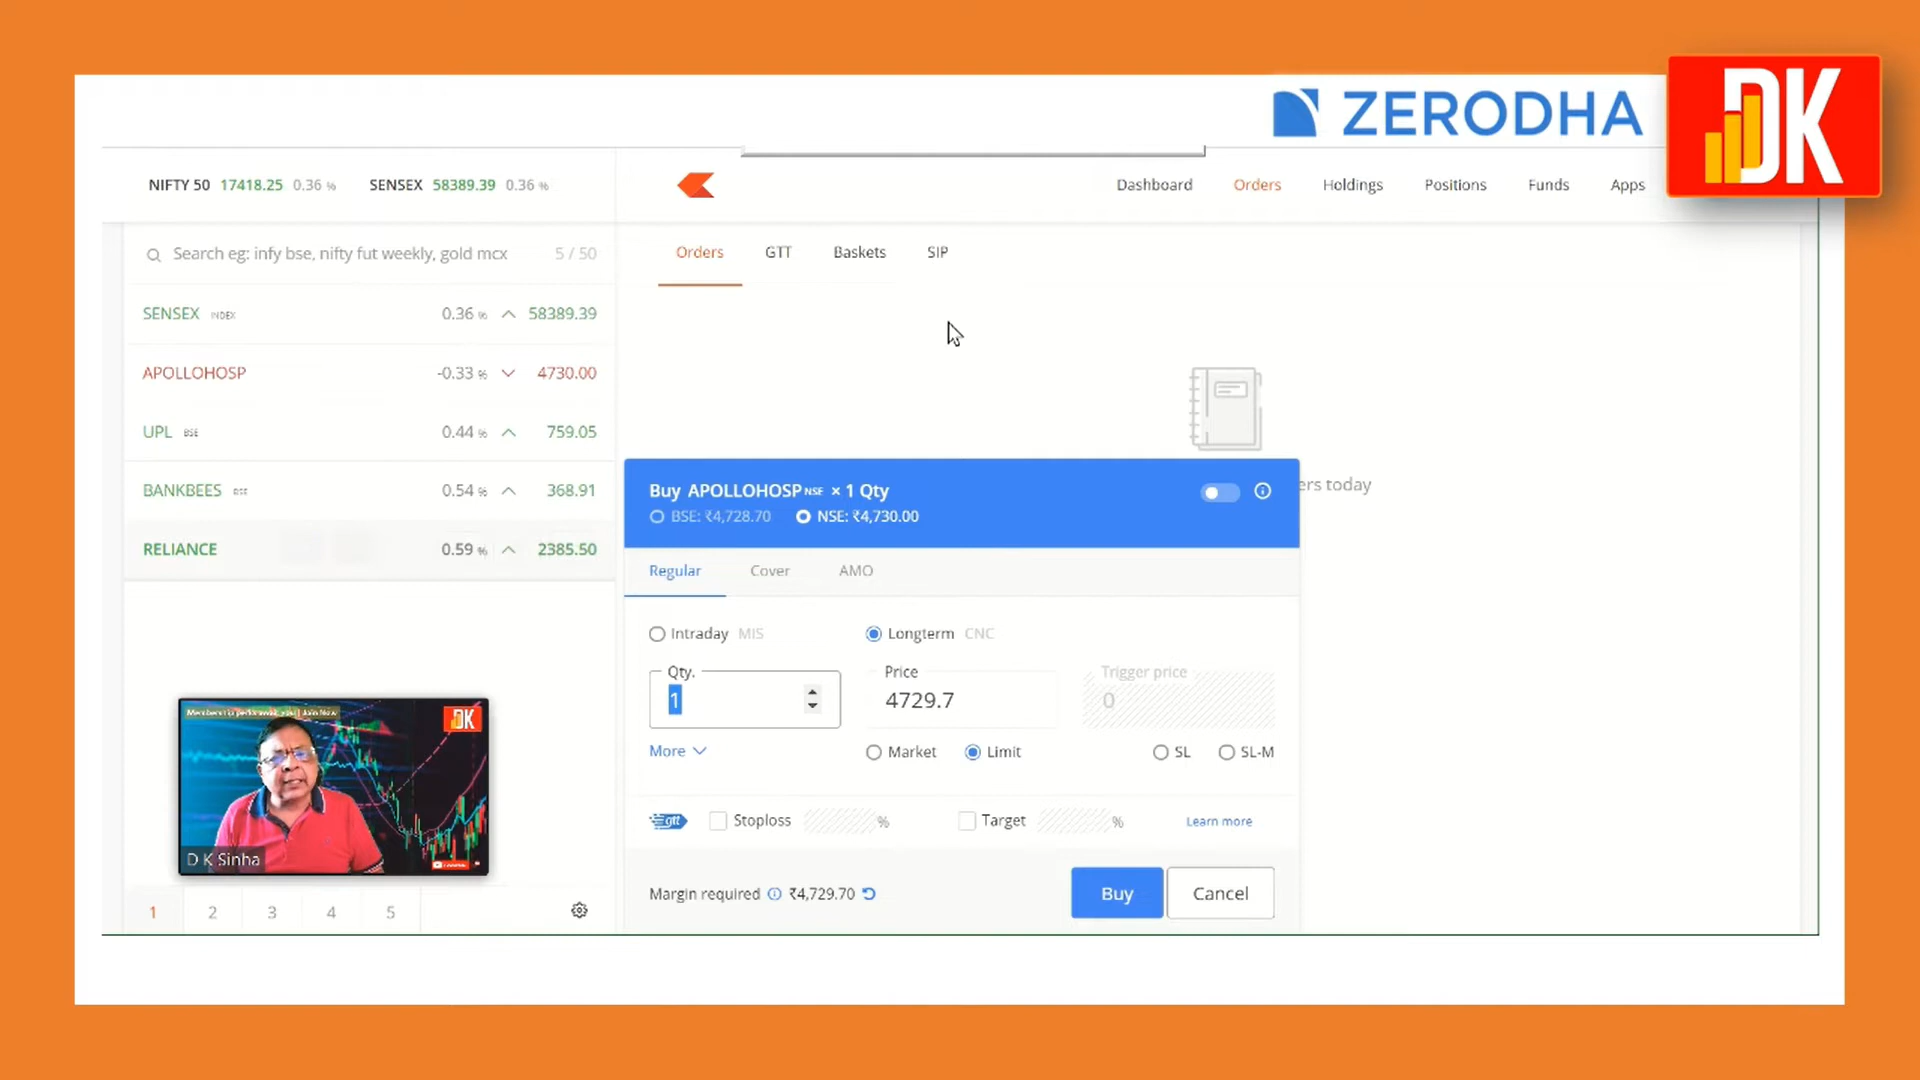 ZERODHA
DK
NIFTY 50 17418.25 0.36 % SENSEX 58389.39 0.36 %
Dashboard Orders Holdings Positions Funds Apps
Search eg: infy bse, nifty fut weekly, gold mcx 5 / 50
Orders GTT Baskets SIP
SENSEX INDEX 0.36 % 58389.39
APOLLOHOSP -0.33 % 4730.00
UPL BSE 0.44 % 759.05
BANKBEES BSE 0.54 % 368.91
RELIANCE 0.59 % 2385.50
ers today
Buy APOLLOHOSP NSE × 1 Qty
BSE: ₹4,728.70 NSE: ₹4,730.00
Regular Cover AMO
Intraday MIS Longterm CNC
Qty. Price Trigger price
1 4729.7 0
More Market Limit SL SL-M
gtt Stoploss % Target % Learn more
Margin required ₹4,729.70 Buy Cancel
DK
D K Sinha
1 2 3 4 5